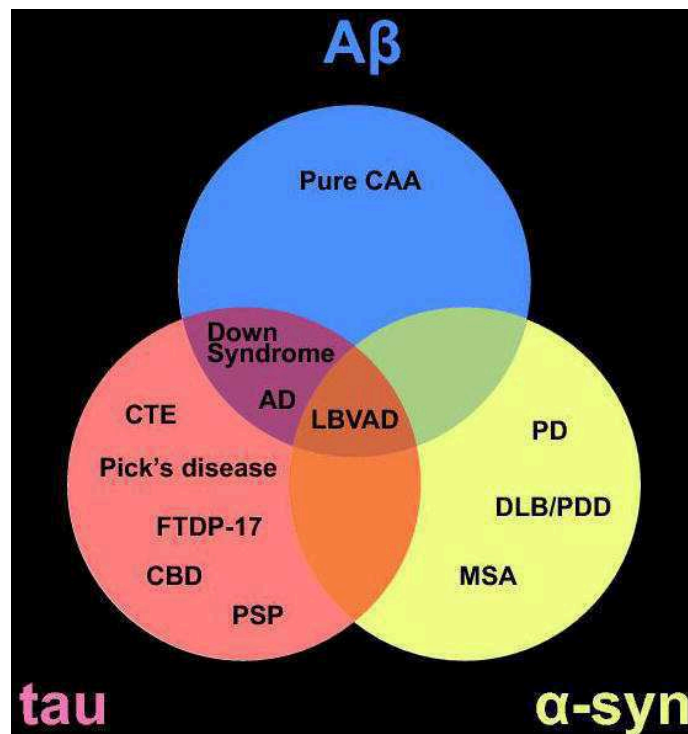 Aβ
Pure CAA
Down
Syndrome
AD
LBVAD
CTE
Pick's disease
FTDP-17
CBD
PSP
PD
DLB/PDD
MSA
tau
α-syn